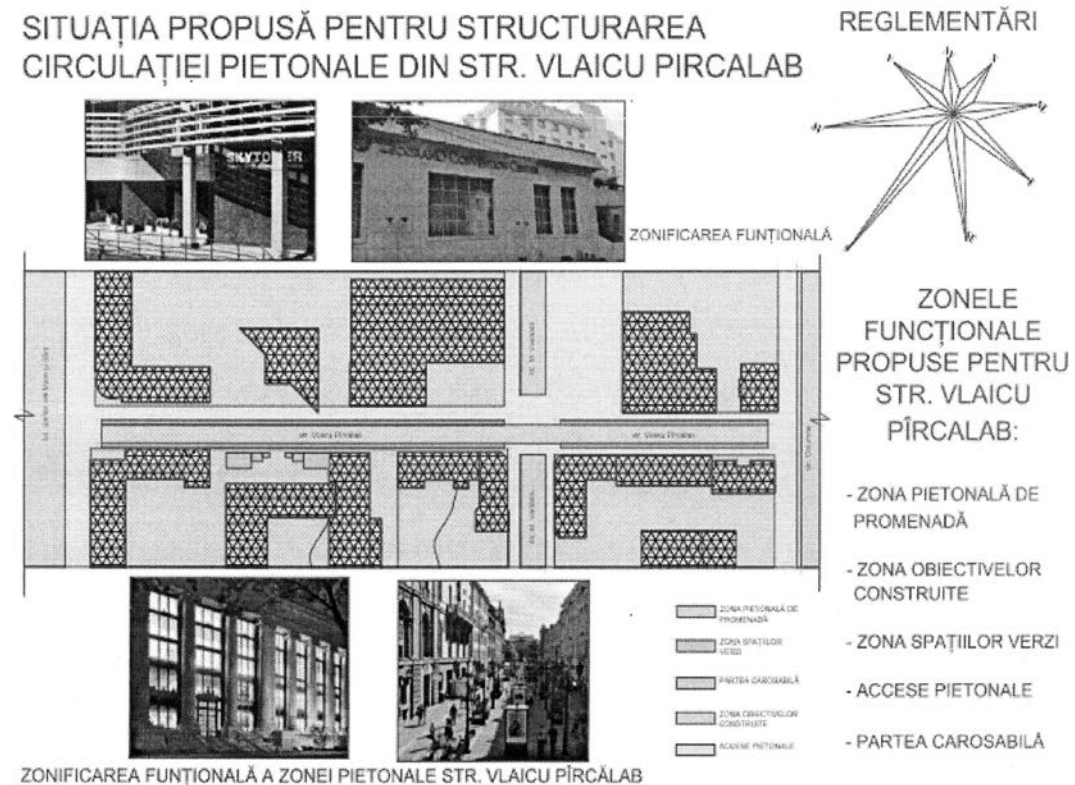 SITUAȚIA PROPUSĂ PENTRU STRUCTURAREA
CIRCULAȚIEI PIETONALE DIN STR. VLAICU PIRCALAB
REGLEMENTĂRI
SKYTOWER
ZONIFICAREA FUNȚIONALĂ
ZONELE
FUNCȚIONALE
PROPUSE PENTRU
STR. VLAICU
PÎRCALAB:
- ZONA PIETONALĂ DE
PROMENADĂ
- ZONA OBIECTIVELOR
CONSTRUITE
- ZONA SPAȚIILOR VERZI
- ACCESE PIETONALE
- PARTEA CAROSABILĂ
ZONA PIETONALĂ DE
PROMENADĂ
ZONA SPAȚIILOR
VERZI
PARTEA CAROSABILĂ
ZONA OBIECTIVELOR
CONSTRUITE
ACCESE PIETONALE
ZONIFICAREA FUNȚIONALĂ A ZONEI PIETONALE STR. VLAICU PÎRCĂLAB